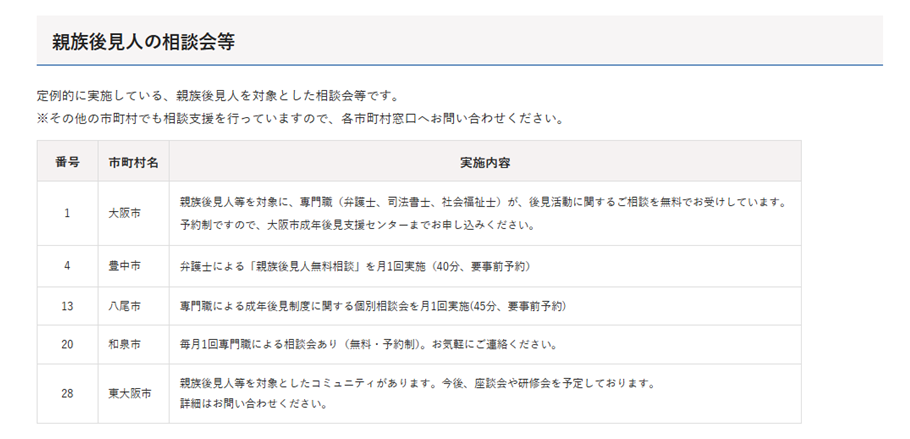 親族後見人の相談会等
定例的に実施している、親族後見人を対象とした相談会等です。
※その他の市町村でも相談支援を行っていますので、各市町村窓口へお問い合わせください。
番号 市町村名 実施内容
1 大阪市 親族後見人等を対象に、専門職（弁護士、司法書士、社会福祉士）が、後見活動に関するご相談を無料でお受けしています。
予約制ですので、大阪市成年後見支援センターまでお申し込みください。
4 豊中市 弁護士による「親族後見人無料相談」を月1回実施（40分、要事前予約）
13 八尾市 専門職による成年後見制度に関する個別相談会を月1回実施(45分、要事前予約)
20 和泉市 毎月1回専門職による相談会あり（無料・予約制）。お気軽にご連絡ください。
28 東大阪市 親族後見人等を対象としたコミュニティがあります。今後、座談会や研修会を予定しております。
詳細はお問い合わせください。